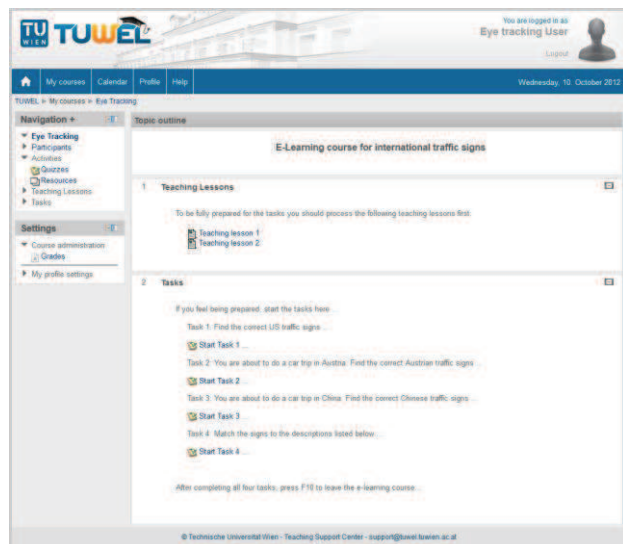 TU
WIEN
TUWEL
You are logged in as
Eye tracking User
Logout
My courses Calendar Profile Help
Wednesday, 10. October 2012
TUWEL ► My courses ► Eye Tracking
Navigation +
Eye Tracking
Participants
Activities
Quizzes
Resources
Teaching Lessons
Tasks
Settings
Course administration
Grades
My profile settings
Topic outline
E-Learning course for international traffic signs
1 Teaching Lessons
To be fully prepared for the tasks you should process the following teaching lessons first.
Teaching lesson 1
Teaching lesson 2
2 Tasks
If you feel being prepared, start the tasks here ...
Task 1: Find the correct US traffic signs ...
Start Task 1 ...
Task 2: You are about to do a car trip in Austria. Find the correct Austrian traffic signs ...
Start Task 2 ...
Task 3: You are about to do a car trip in China. Find the correct Chinese traffic signs ...
Start Task 3 ...
Task 4: Match the signs to the descriptions listed below ...
Start Task 4 ...
After completing all four tasks, press F10 to leave the e-learning course ...
© Technische Universität Wien - Teaching Support Center - support@tuwel.tuwien.ac.at